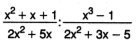 x² + x + 1 / 2x² + 5x : x³ − 1 / 2x² + 3x − 5